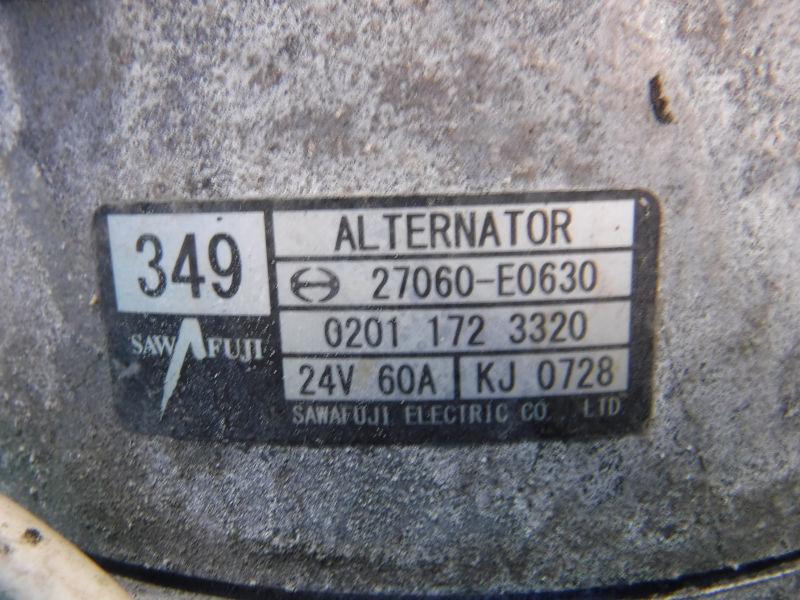 349
SAWAFUJI
ALTERNATOR
27060-E0630
0201 172 3320
24V 60A KJ 0728
SAWAFUJI ELECTRIC CO., LTD